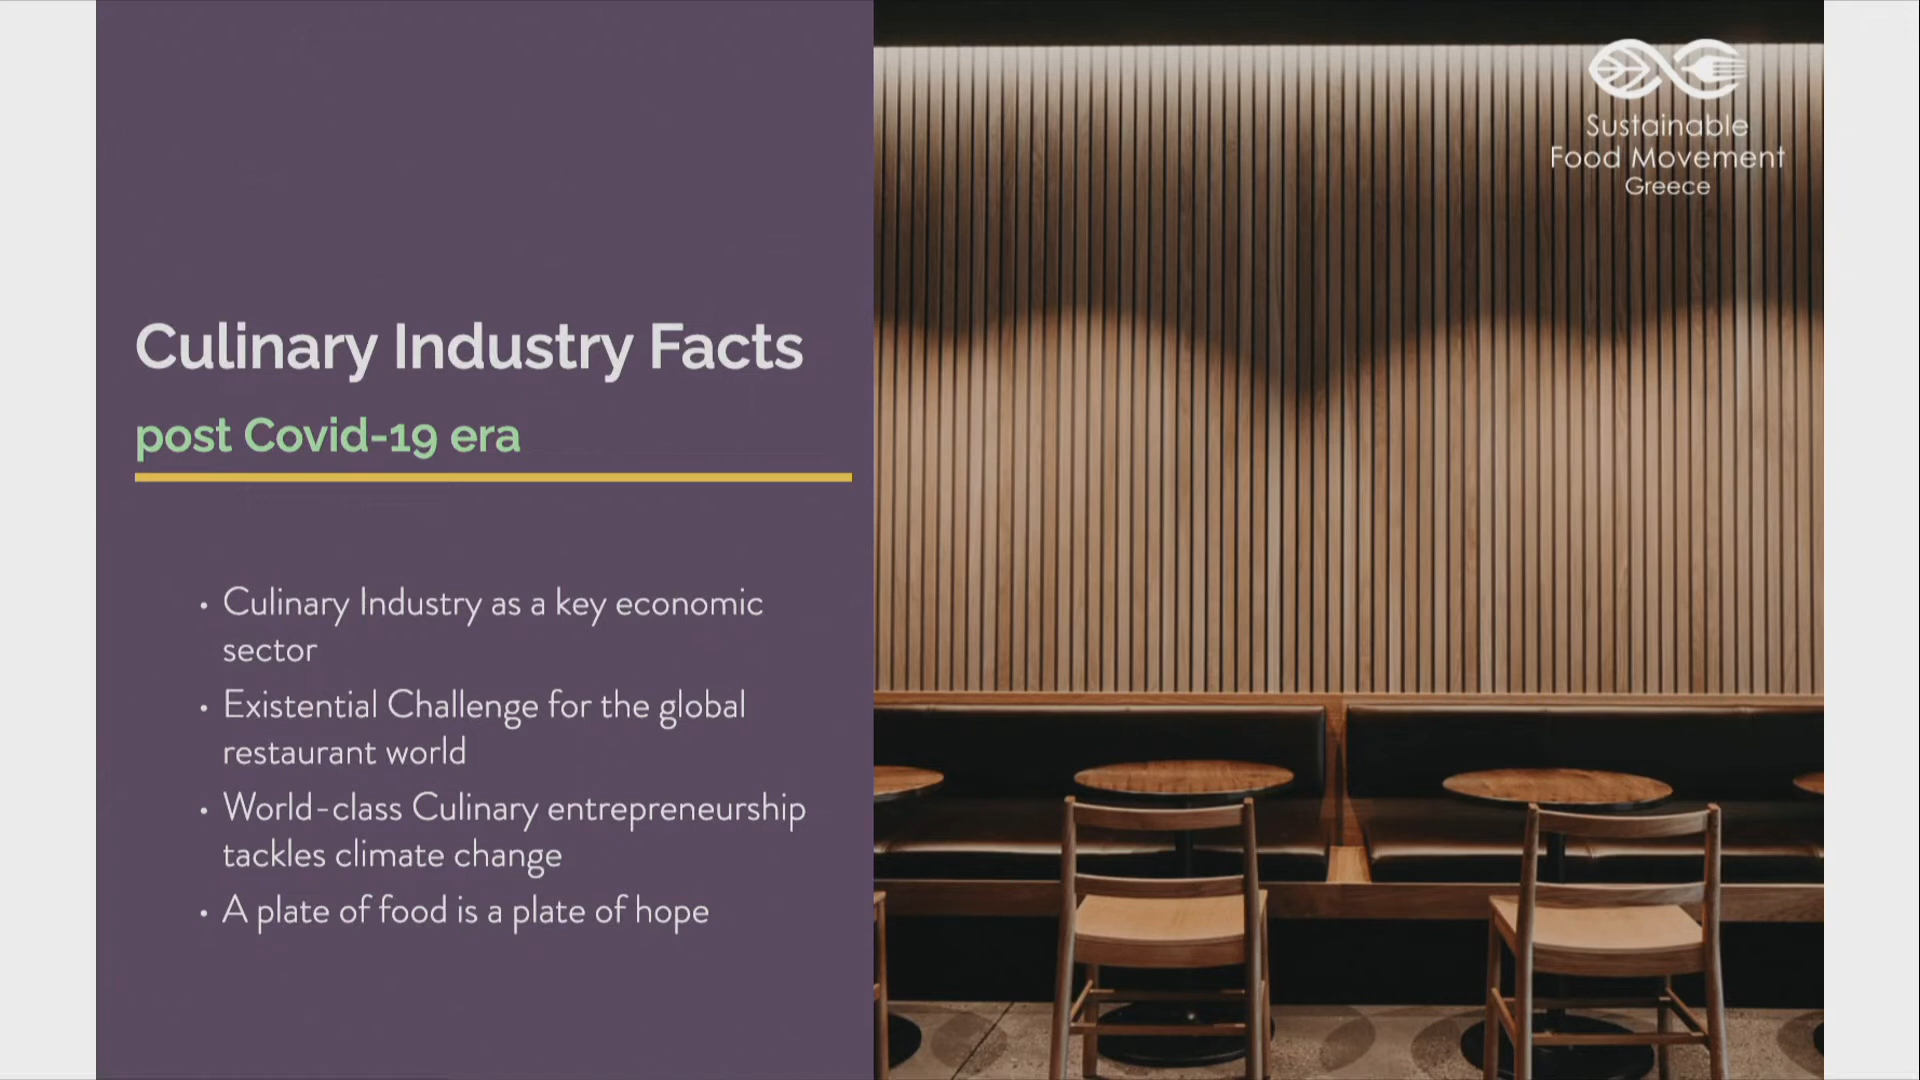 Sustainable
Food Movement
Greece
Culinary Industry Facts
post Covid-19 era
• Culinary Industry as a key economic
sector
• Existential Challenge for the global
restaurant world
• World-class Culinary entrepreneurship
tackles climate change
• A plate of food is a plate of hope